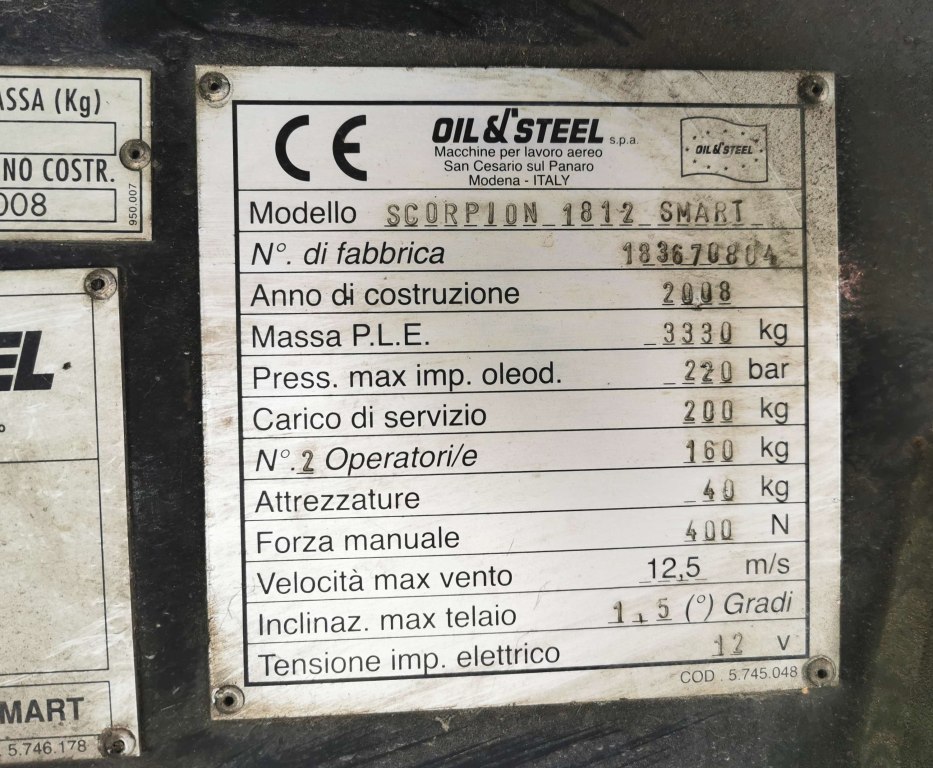 ASSA (Kg)
NO COSTR.
008
950.007
EL
MART
5.746.178
CE
OIL & STEEL s.p.a.
Macchine per lavoro aereo
San Cesario sul Panaro
Modena - ITALY
OIL & STEEL
Modello SCORPION 1812 SMART
N°. di fabbrica 183670804
Anno di costruzione 2008
Massa P.L.E. 3330 kg
Press. max imp. oleod. 220 bar
Carico di servizio 200 kg
N°. 2 Operatori/e 160 kg
Attrezzature 40 kg
Forza manuale 400 N
Velocità max vento 12,5 m/s
Inclinaz. max telaio 1,5 (°) Gradi
Tensione imp. elettrico 12 v
COD. 5.745.048